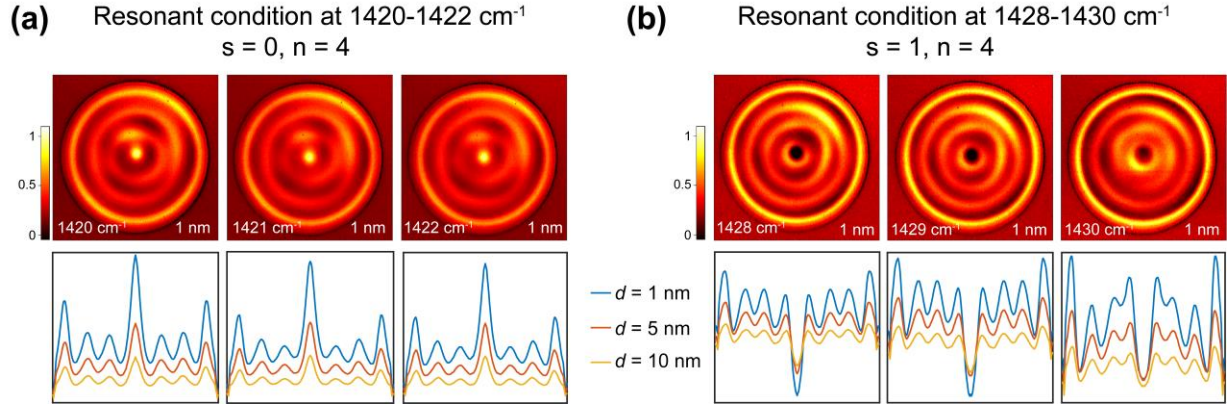 (a) Resonant condition at 1420-1422 cm⁻¹
s = 0, n = 4
1
0.5
0
1420 cm⁻¹ 1 nm
1421 cm⁻¹ 1 nm
1422 cm⁻¹ 1 nm
(b) Resonant condition at 1428-1430 cm⁻¹
s = 1, n = 4
1
0.5
0
1428 cm⁻¹ 1 nm
1429 cm⁻¹ 1 nm
1430 cm⁻¹ 1 nm
d = 1 nm
d = 5 nm
d = 10 nm